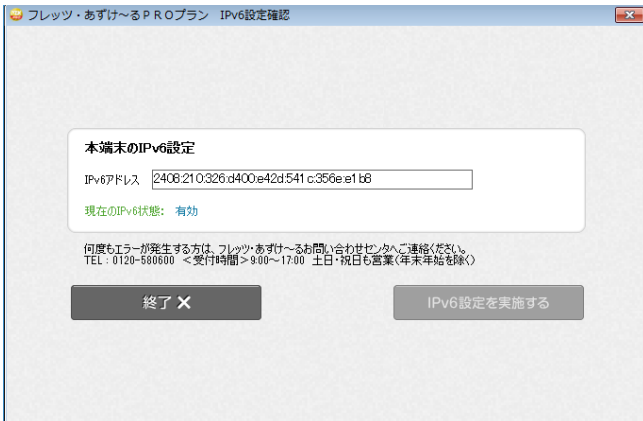 フレッツ・あずけ～るPROプラン IPv6設定確認
本端末のIPv6設定
IPv6アドレス 2408:210:326:d400:e42d:541c:356e:e1b8
現在のIPv6状態: 有効
何度もエラーが発生する方は、フレッツ・あずけ～るお問い合わせセンタへご連絡ください。
TEL：0120-580600 ＜受付時間＞9:00～17:00 土日・祝日も営業(年末年始を除く)
終了 ✕
IPv6設定を実施する